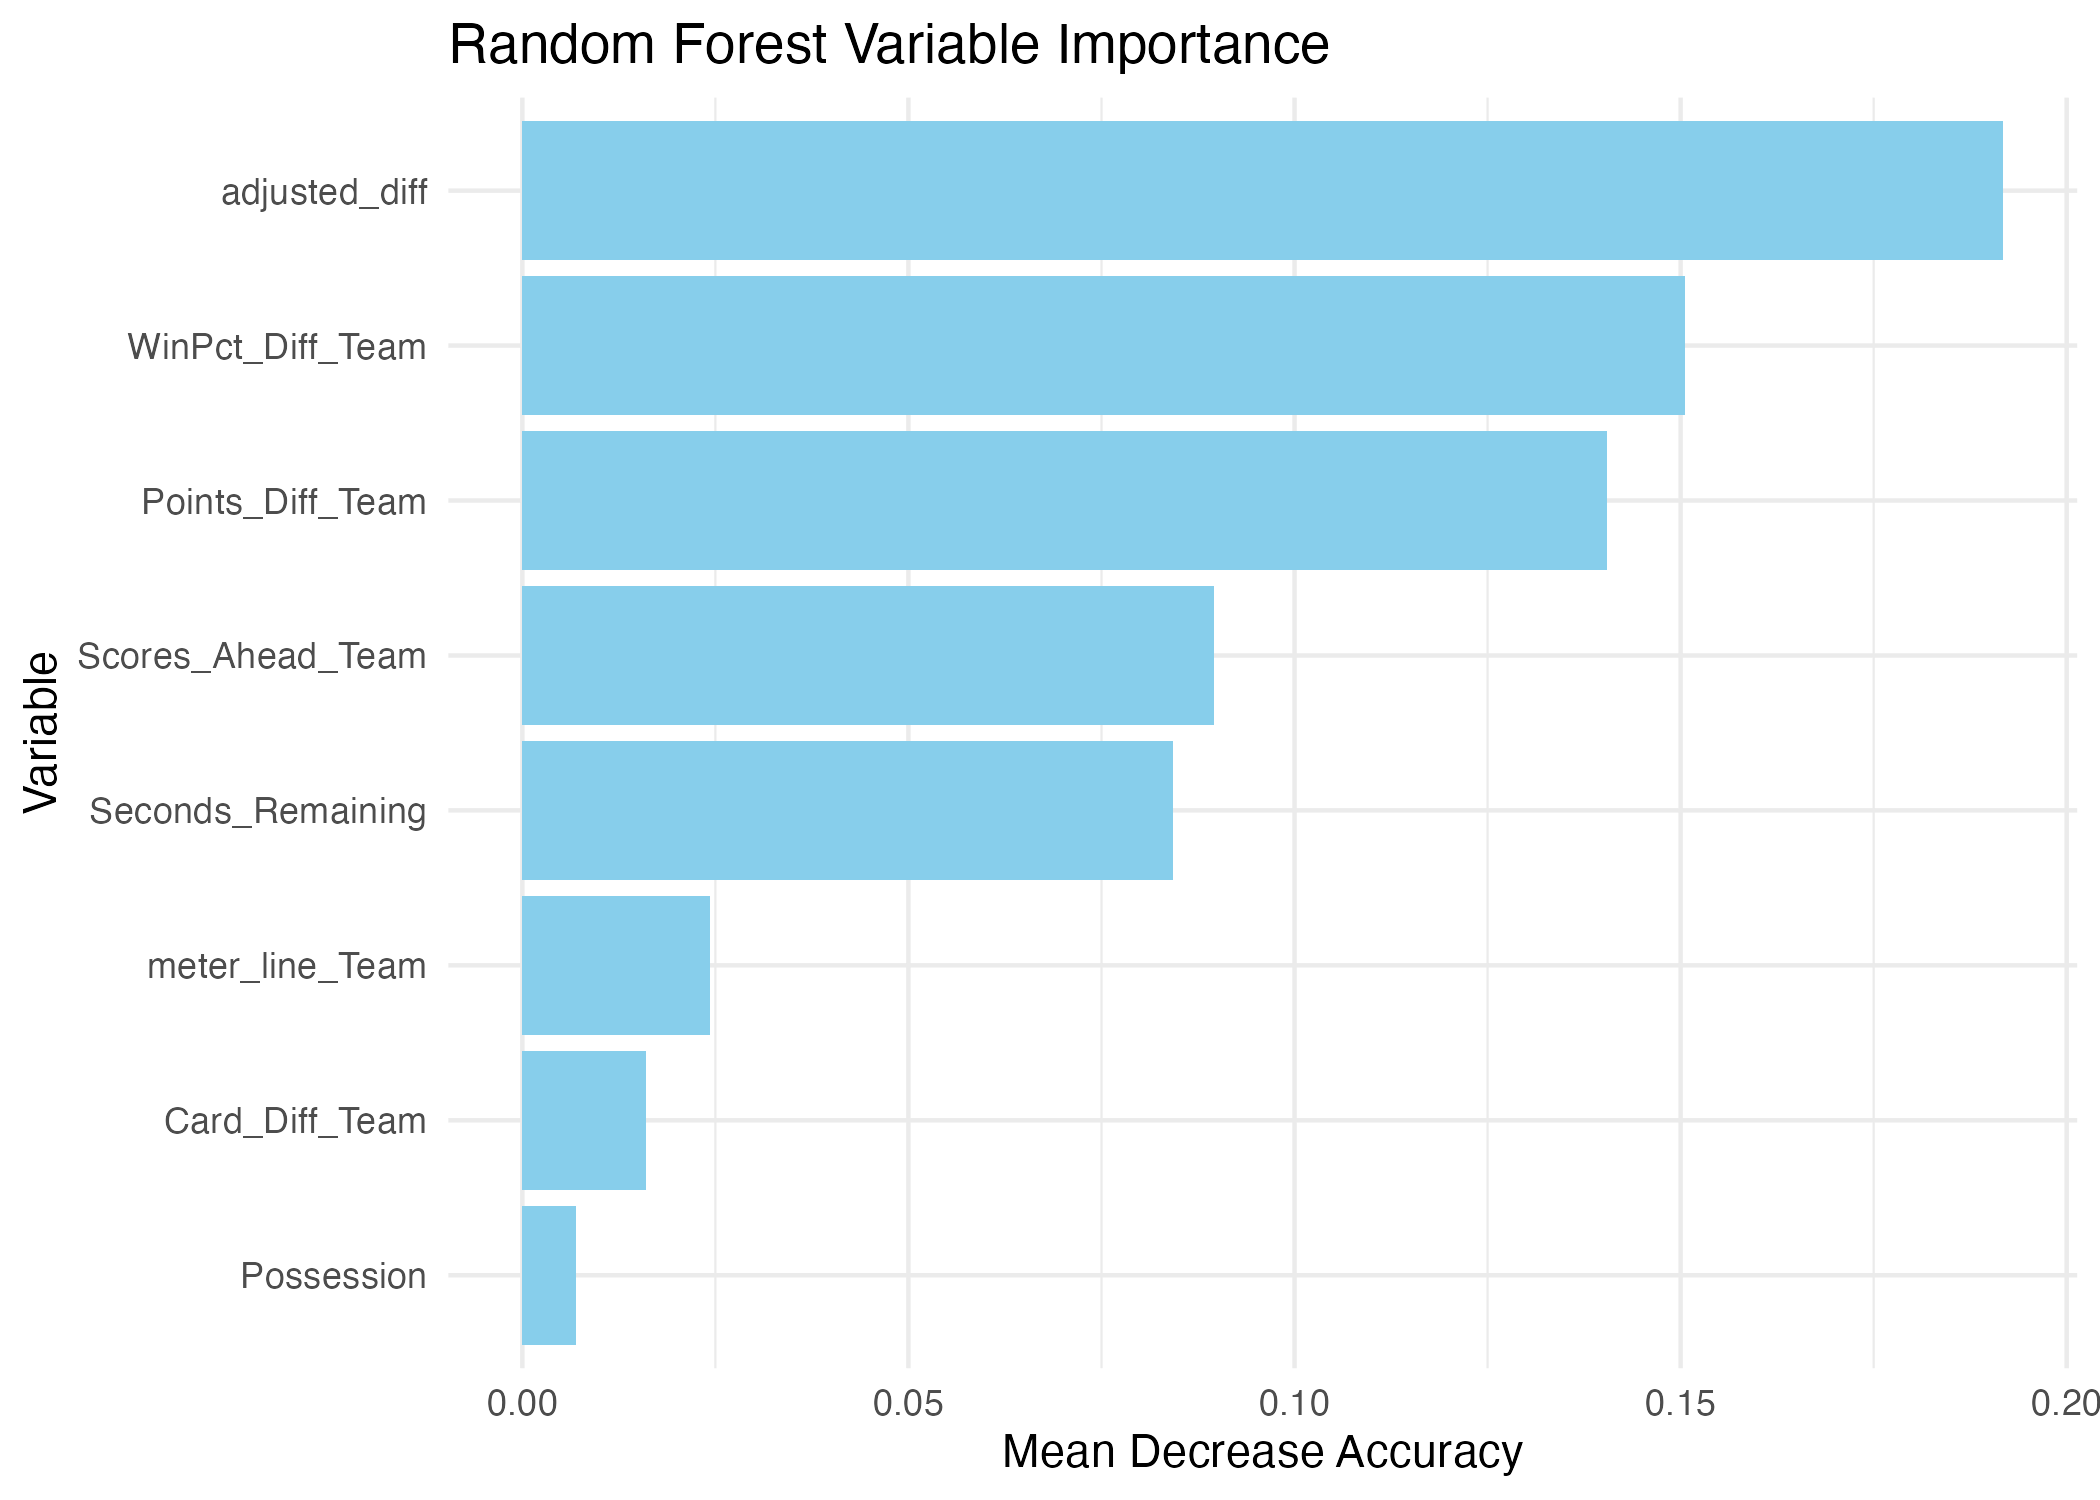 Random Forest Variable Importance
adjusted_diff
WinPct_Diff_Team
Points_Diff_Team
Scores_Ahead_Team
Seconds_Remaining
meter_line_Team
Card_Diff_Team
Possession
Variable
0.00 0.05 0.10 0.15 0.20
Mean Decrease Accuracy